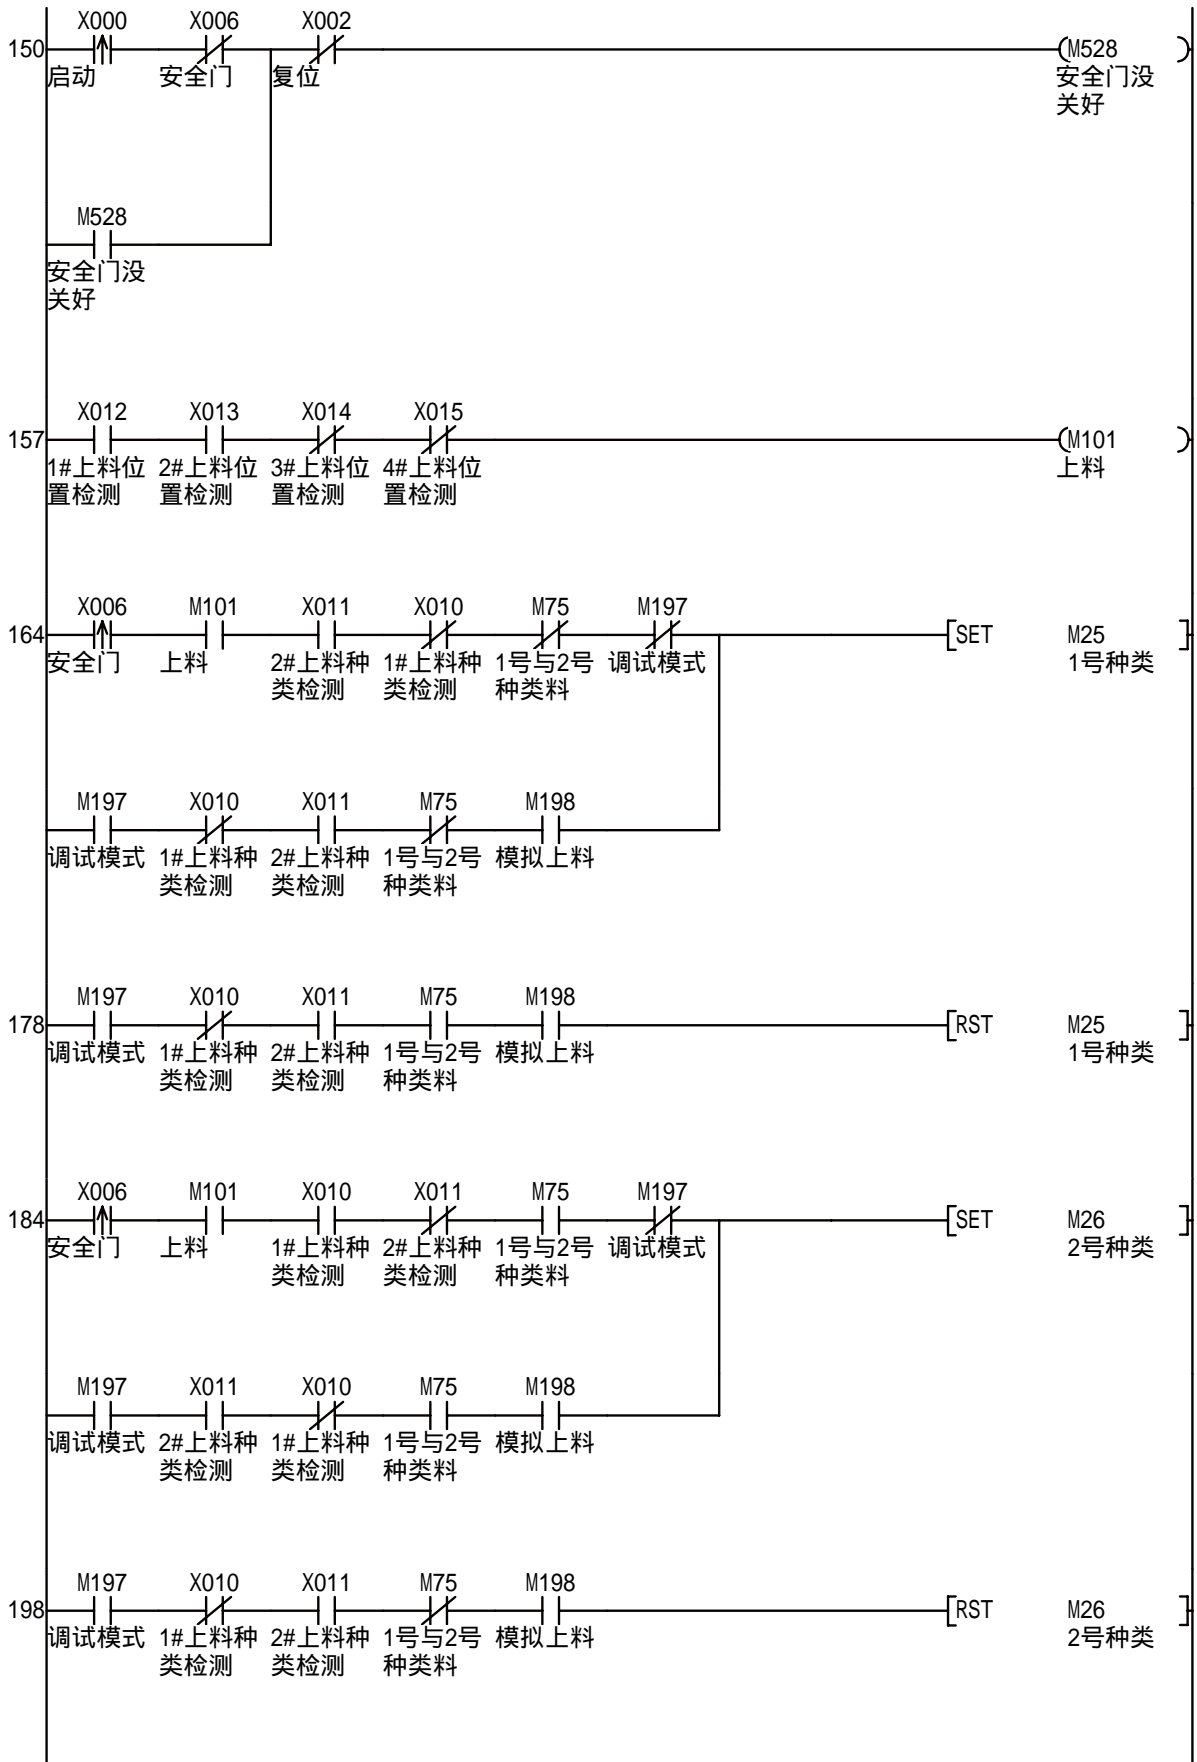 X000 X006 X002
150 (M528 )
启动 安全门 复位 安全门没
关好
M528
安全门没
关好
X012 X013 X014 X015
157 (M101 )
1#上料位 2#上料位 3#上料位 4#上料位 上料
置检测 置检测 置检测 置检测
X006 M101 X011 X010 M75 M197
164 [SET M25 ]
安全门 上料 2#上料种 1#上料种 1号与2号 调试模式 1号种类
类检测 类检测 种类料
M197 X010 X011 M75 M198
调试模式 1#上料种 2#上料种 1号与2号 模拟上料
类检测 类检测 种类料
M197 X010 X011 M75 M198
178 [RST M25 ]
调试模式 1#上料种 2#上料种 1号与2号 模拟上料 1号种类
类检测 类检测 种类料
X006 M101 X010 X011 M75 M197
184 [SET M26 ]
安全门 上料 1#上料种 2#上料种 1号与2号 调试模式 2号种类
类检测 类检测 种类料
M197 X011 X010 M75 M198
调试模式 2#上料种 1#上料种 1号与2号 模拟上料
类检测 类检测 种类料
M197 X010 X011 M75 M198
198 [RST M26 ]
调试模式 1#上料种 2#上料种 1号与2号 模拟上料 2号种类
类检测 类检测 种类料